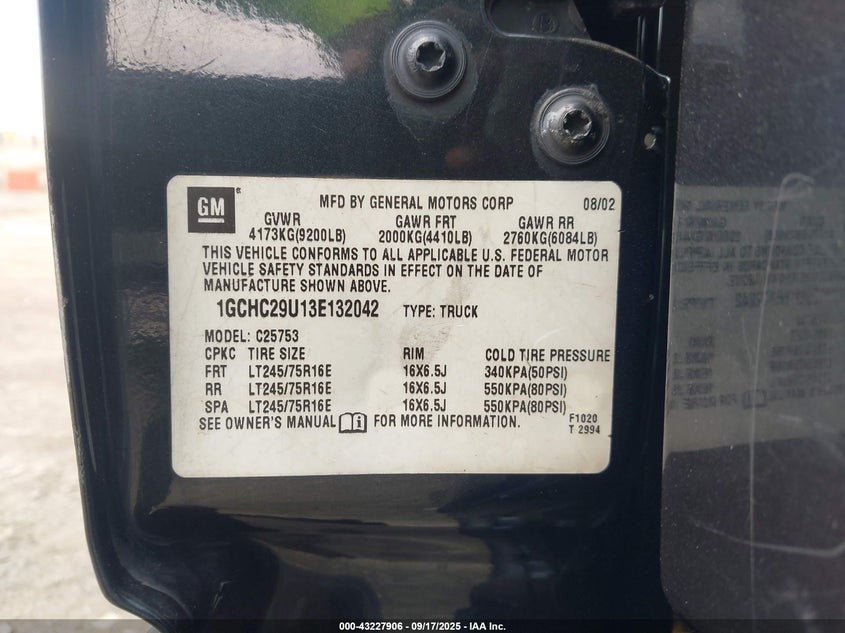 GM
MFD BY GENERAL MOTORS CORP 08/02
GVWR GAWR FRT GAWR RR
4173KG(9200LB) 2000KG(4410LB) 2760KG(6084LB)
THIS VEHICLE CONFORMS TO ALL APPLICABLE U.S. FEDERAL MOTOR
VEHICLE SAFETY STANDARDS IN EFFECT ON THE DATE OF
MANUFACTURE SHOWN ABOVE.
1GCHC29U13E132042 TYPE: TRUCK
MODEL: C25753
CPKC TIRE SIZE RIM COLD TIRE PRESSURE
FRT LT245/75R16E 16X6.5J 340KPA(50PSI)
RR LT245/75R16E 16X6.5J 550KPA(80PSI)
SPA LT245/75R16E 16X6.5J 550KPA(80PSI)
SEE OWNER'S MANUAL FOR MORE INFORMATION.
F1020
T 2994
000-43227906 - 09/17/2025 - IAA Inc.